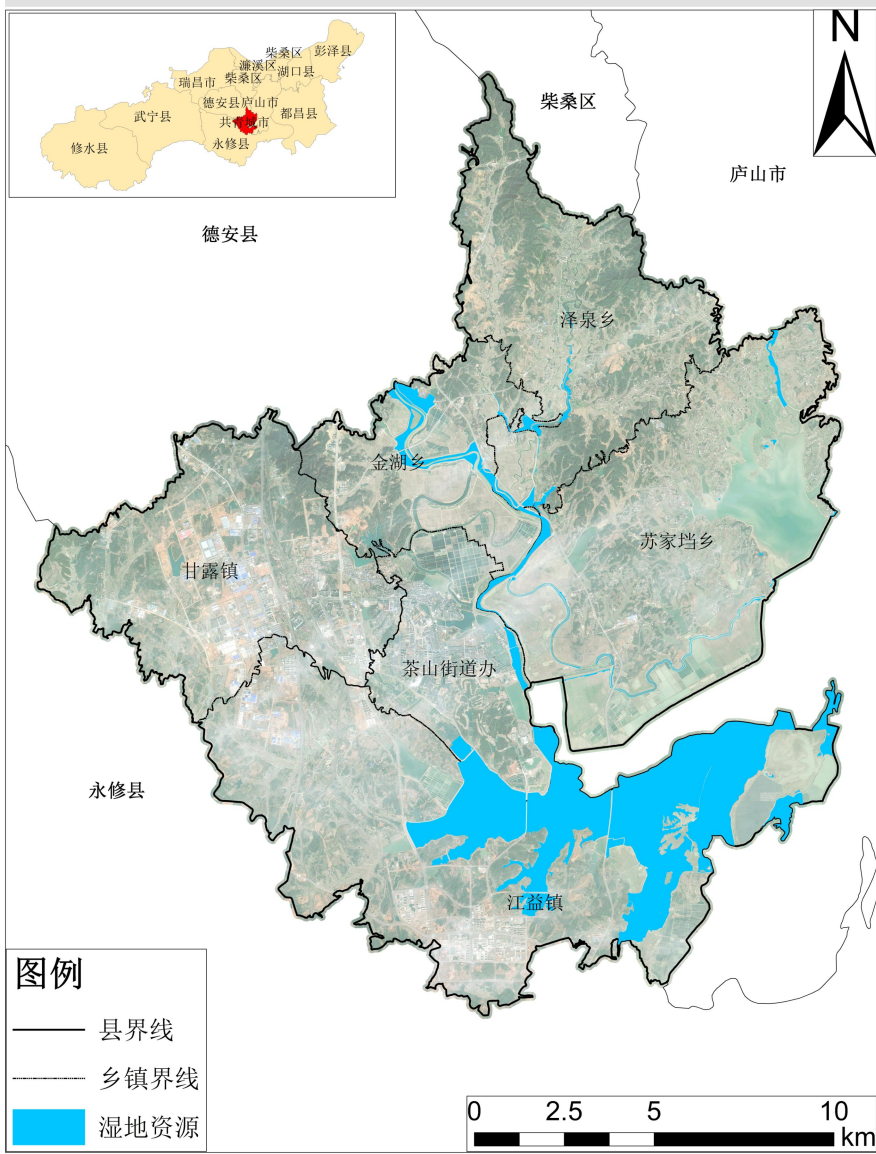 柴桑区
彭泽县
濂溪区
湖口县
柴桑区
瑞昌市
德安县
庐山市
都昌县
武宁县
共青城市
永修县
修水县
N
柴桑区
庐山市
德安县
泽泉乡
金湖乡
苏家垱乡
甘露镇
茶山街道办
永修县
江益镇
图例
县界线
乡镇界线
湿地资源
0 2.5 5 10
km